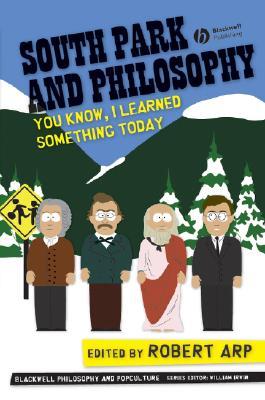 SOUTH PARK
AND PHILOSOPHY
b
Blackwell
Publishing
YOU KNOW, I LEARNED
SOMETHING TODAY
EDITED BY ROBERT ARP
BLACKWELL PHILOSOPHY AND POPCULTURE SERIES EDITOR: WILLIAM IRWIN